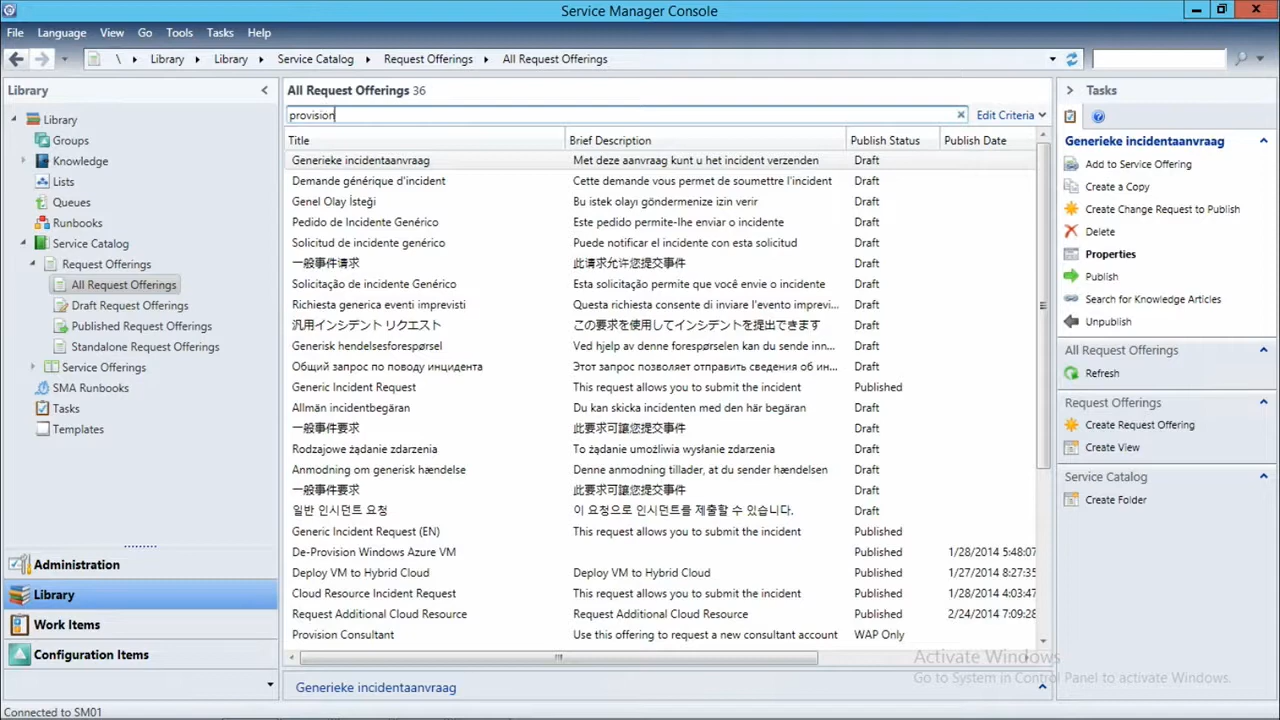 Service Manager Console
File Language View Go Tools Tasks Help
\ Library Library Service Catalog Request Offerings All Request Offerings
Library
Library
Groups
Knowledge
Lists
Queues
Runbooks
Service Catalog
Request Offerings
All Request Offerings
Draft Request Offerings
Published Request Offerings
Standalone Request Offerings
Service Offerings
SMA Runbooks
Tasks
Templates
Administration
Library
Work Items
Configuration Items
All Request Offerings 36
provision Edit Criteria
Title Brief Description Publish Status Publish Date
Generieke incidentaanvraag Met deze aanvraag kunt u het incident verzenden Draft
Demande générique d'incident Cette demande vous permet de soumettre l'incident Draft
Genel Olay İsteği Bu istek olayı göndermenize izin verir Draft
Pedido de Incidente Genérico Este pedido permite-lhe enviar o incidente Draft
Solicitud de incidente genérico Puede notificar el incidente con esta solicitud Draft
一般事件请求 此请求允许您提交事件 Draft
Solicitação de incidente Genérico Esta solicitação permite que você envie o incidente Draft
Richiesta generica eventi imprevisti Questa richiesta consente di inviare l'evento imprevi... Draft
汎用インシデント リクエスト この要求を使用してインシデントを提出できます Draft
Generisk hendelsesforespørsel Ved hjelp av denne forespørselen kan du sende inn... Draft
Общий запрос по поводу инцидента Этот запрос позволяет отправить сведения об ин... Draft
Generic Incident Request This request allows you to submit the incident Published
Allmän incidentbegäran Du kan skicka incidenten med den här begäran Draft
一般事件要求 此要求可讓您提交事件 Draft
Rodzajowe żądanie zdarzenia To żądanie umożliwia wysłanie zdarzenia Draft
Anmodning om generisk hændelse Denne anmodning tillader, at du sender hændelsen Draft
一般事件要求 此要求可讓您提交事件 Draft
일반 인시던트 요청 이 요청으로 인시던트를 제출할 수 있습니다. Draft
Generic Incident Request (EN) This request allows you to submit the incident Published
De-Provision Windows Azure VM Published 1/28/2014 5:48:07
Deploy VM to Hybrid Cloud Deploy VM to Hybrid Cloud Published 1/27/2014 8:27:35
Cloud Resource Incident Request This request allows you to submit the incident Published 1/28/2014 4:03:47
Request Additional Cloud Resource Request Additional Cloud Resource Published 2/24/2014 7:09:28
Provision Consultant Use this offering to request a new consultant account WAP Only
Generieke incidentaanvraag
Tasks
Generieke incidentaanvraag
Add to Service Offering
Create a Copy
Create Change Request to Publish
Delete
Properties
Publish
Search for Knowledge Articles
Unpublish
All Request Offerings
Refresh
Request Offerings
Create Request Offering
Create View
Service Catalog
Create Folder
Activate Windows
Go to System in Control Panel to activate Windows.
Connected to SM01